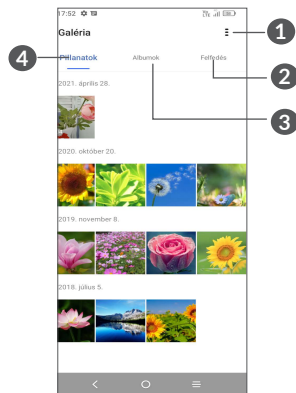 17:52
Galéria
1
4
Pillanatok
Albumok
Felfedés
2
2021. április 28.
3
2020. október 20.
2019. november 8.
2018. július 5.